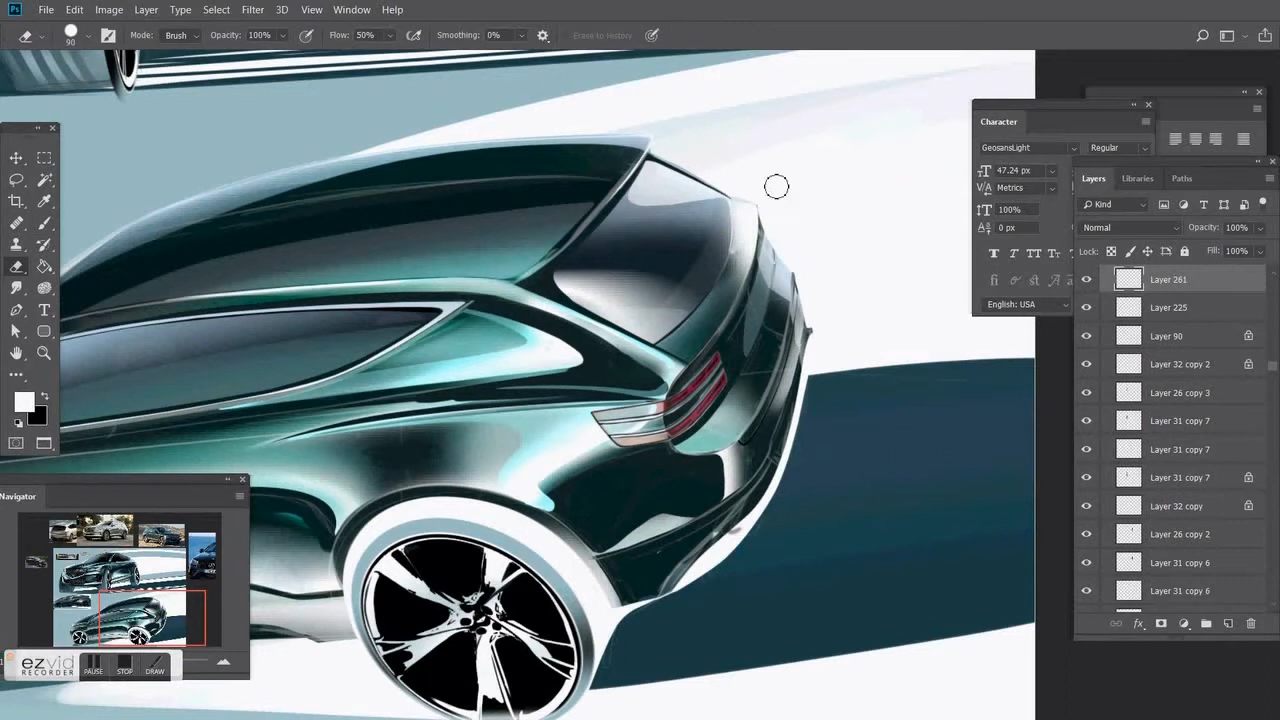 Ps File Edit Image Layer Type Select Filter 3D View Window Help
90 Mode: Brush Opacity: 100% Flow: 50% Smoothing: 0% Erase to History
Character
GeosansLight Regular
47.24 px
Metrics
100%
0 px
English: USA
Layers Libraries Paths
Kind
Normal Opacity: 100%
Lock: Fill: 100%
Layer 261
Layer 225
Layer 90
Layer 32 copy 2
Layer 26 copy 3
Layer 31 copy 7
Layer 31 copy 7
Layer 31 copy 7
Layer 32 copy
Layer 26 copy 2
Layer 31 copy 6
Layer 31 copy 6
Navigator
ezvid
RECORDER
PAUSE STOP DRAW